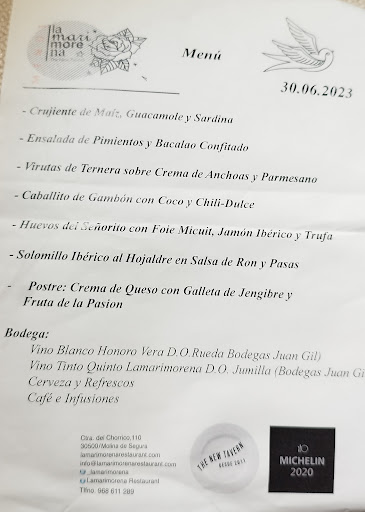 la
mari
more
na
Menú
30.06.2023
- Crujiente de Maíz, Guacamole y Sardina
- Ensalada de Pimientos y Bacalao Confitado
- Virutas de Ternera sobre Crema de Anchoas y Parmesano
- Caballito de Gambón con Coco y Chili-Dulce
- Huevos del Señorito con Foie Micuit, Jamón Ibérico y Trufa
- Solomillo Ibérico al Hojaldre en Salsa de Ron y Pasas
- Postre: Crema de Queso con Galleta de Jengibre y
Fruta de la Pasion
Bodega:
Vino Blanco Honoro Vera D.O.Rueda Bodegas Juan Gil)
Vino Tinto Quinto Lamarimorena D.O. Jumilla (Bodegas Juan Gi
Cerveza y Refrescos
Café e Infusiones
Ctra. del Chorrico,110
30500/Molina de Segura
lamarimorenarestaurant.com
info@lamarimorenarestaurant.com
_lamarimorena
Lamarimorena Restaurant
Tlfno. 968 611 289
THE NEW TAVERN
DESDE 2011
MICHELIN
2020